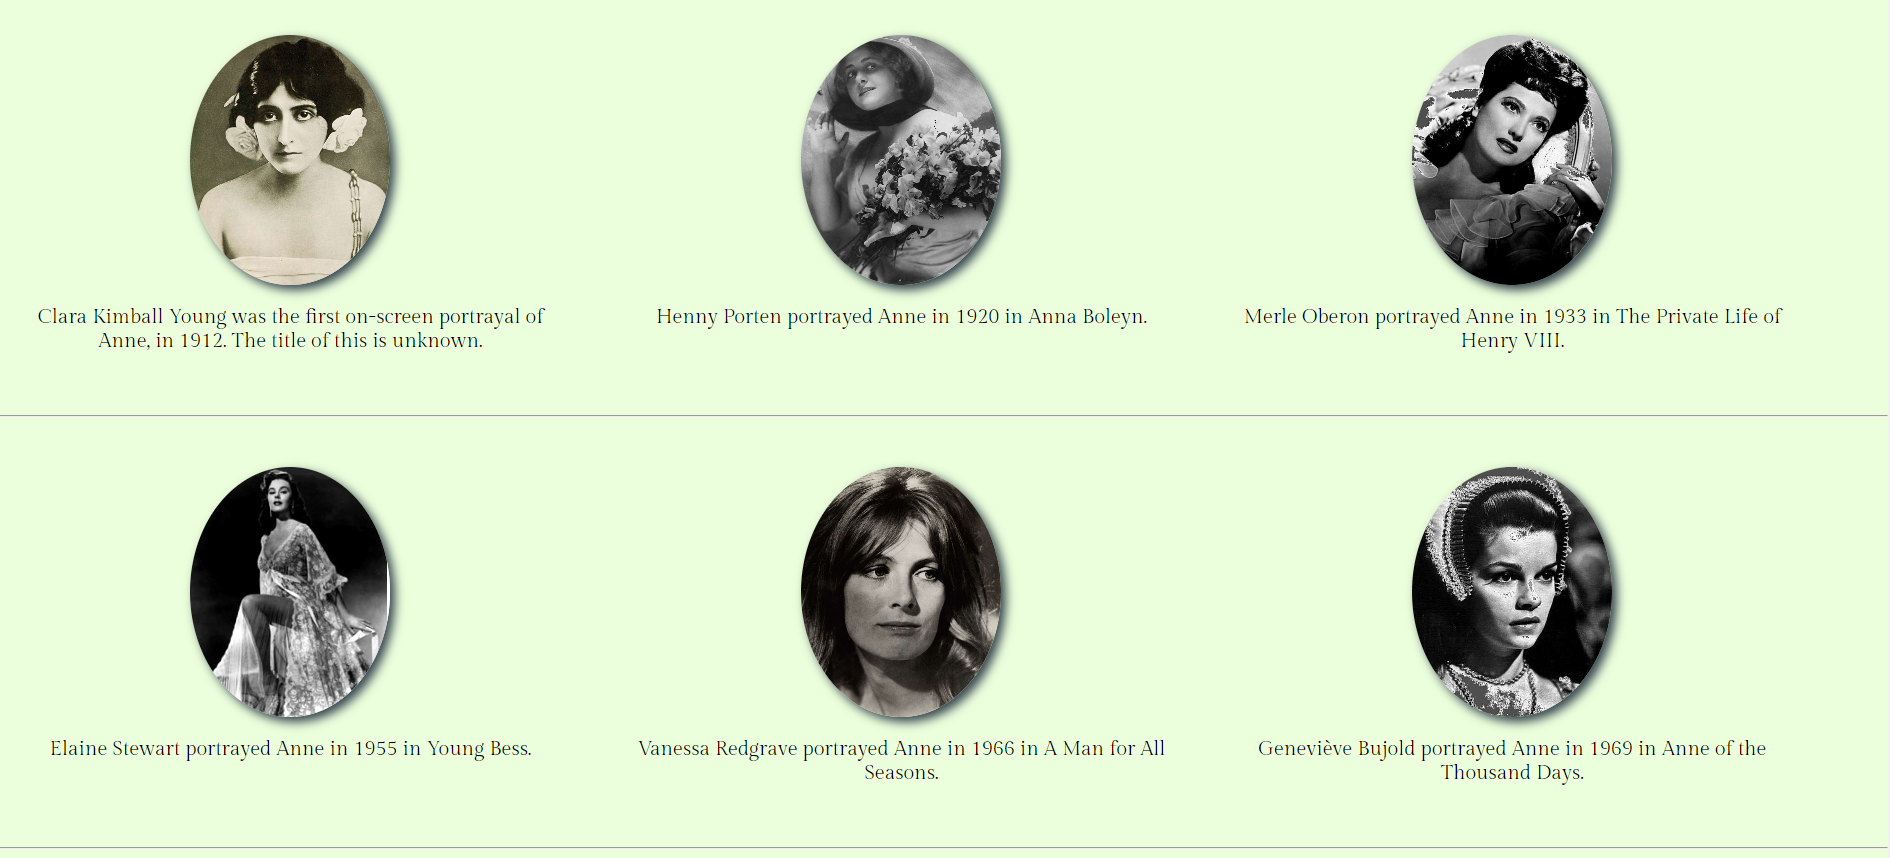 Clara Kimball Young was the first on-screen portrayal of
Anne, in 1912. The title of this is unknown.
Henny Porten portrayed Anne in 1920 in Anna Boleyn.
Merle Oberon portrayed Anne in 1933 in The Private Life of
Henry VIII.
Elaine Stewart portrayed Anne in 1955 in Young Bess.
Vanessa Redgrave portrayed Anne in 1966 in A Man for All
Seasons.
Geneviève Bujold portrayed Anne in 1969 in Anne of the
Thousand Days.